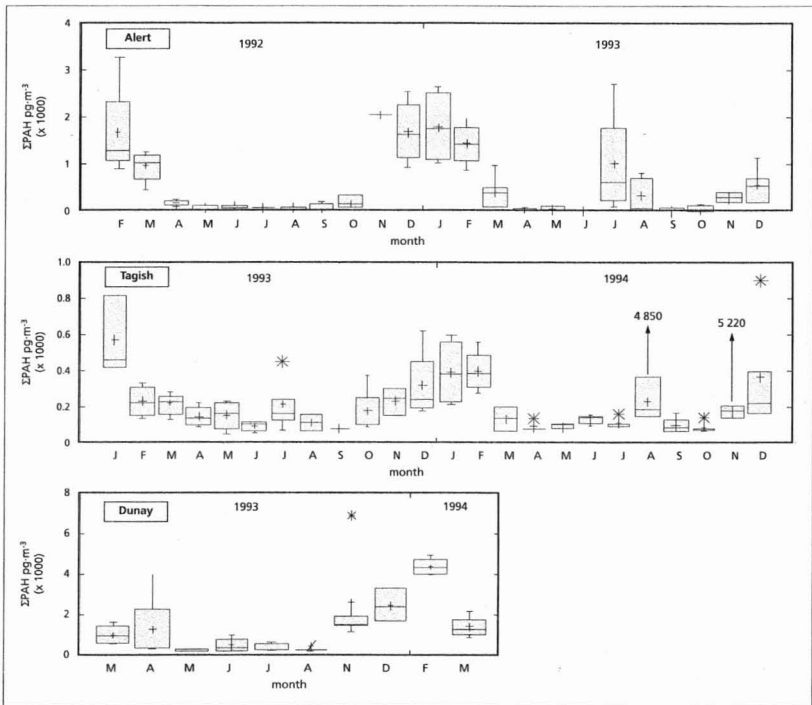 Alert
1992
1993
ΣPAH pg·m⁻³
(x 1000)
4
3
2
1
0
F M A M J J A S O N D J F M A M J J A S O N D
month
Tagish
1993
1994
4 850
5 220
ΣPAH pg·m⁻³
(x 1000)
1.0
0.8
0.6
0.4
0.2
0
J F M A M J J A S O N D J F M A M J J A S O N D
month
Dunay
1993
1994
ΣPAH pg·m⁻³
(x 1000)
8
6
4
2
0
M A M J J A N D F M
month